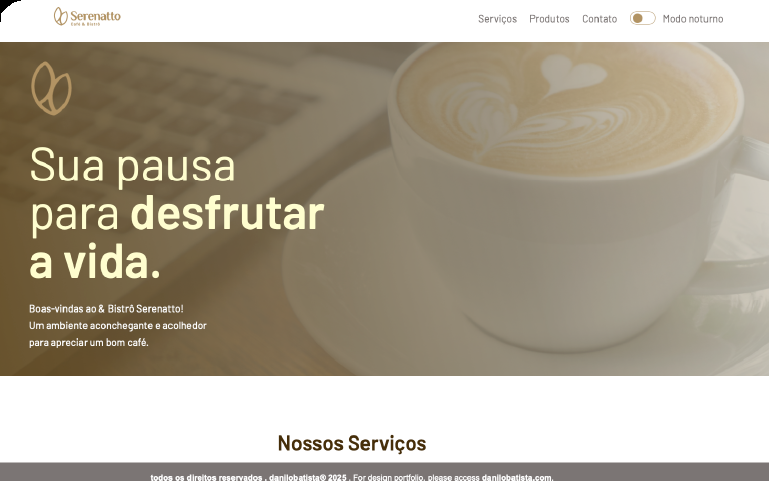 Serenatto
Café & Bistrô
Serviços Produtos Contato Modo noturno
Sua pausa
para desfrutar
a vida.
Boas-vindas ao & Bistrô Serenatto!
Um ambiente aconchegante e acolhedor
para apreciar um bom café.
Nossos Serviços
todos os direitos reservados . danilobatista® 2025 . For design portfolio, please access danilobatista.com.